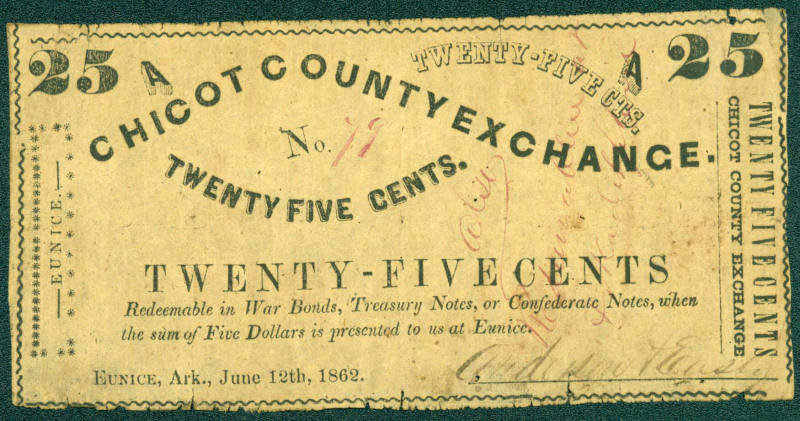 25 A TWENTY-FIVE CTS. A 25
CHICOT COUNTY EXCHANGE.
No. 79
TWENTY FIVE CENTS.
TWENTY-FIVE CENTS
Redeemable in War Bonds, Treasury Notes, or Confederate Notes, when
the sum of Five Dollars is presented to us at Eunice.
EUNICE, Ark., June 12th, 1862.
EUNICE.
CHICOT COUNTY EXCHANGE
TWENTY FIVE CENTS